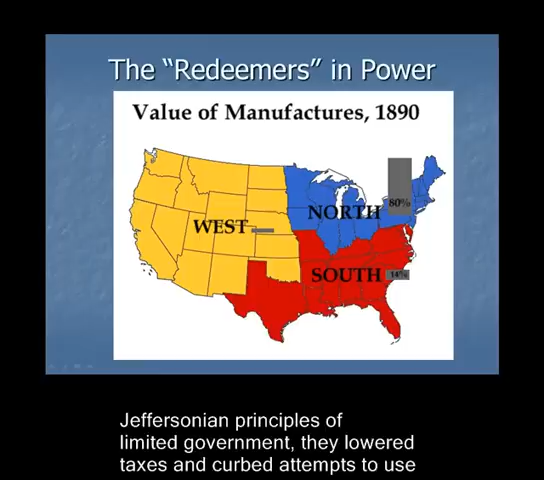 The “Redeemers” in Power
Value of Manufactures, 1890
80%
NORTH
WEST
SOUTH 14%
Jeffersonian principles of
limited government, they lowered
taxes and curbed attempts to use